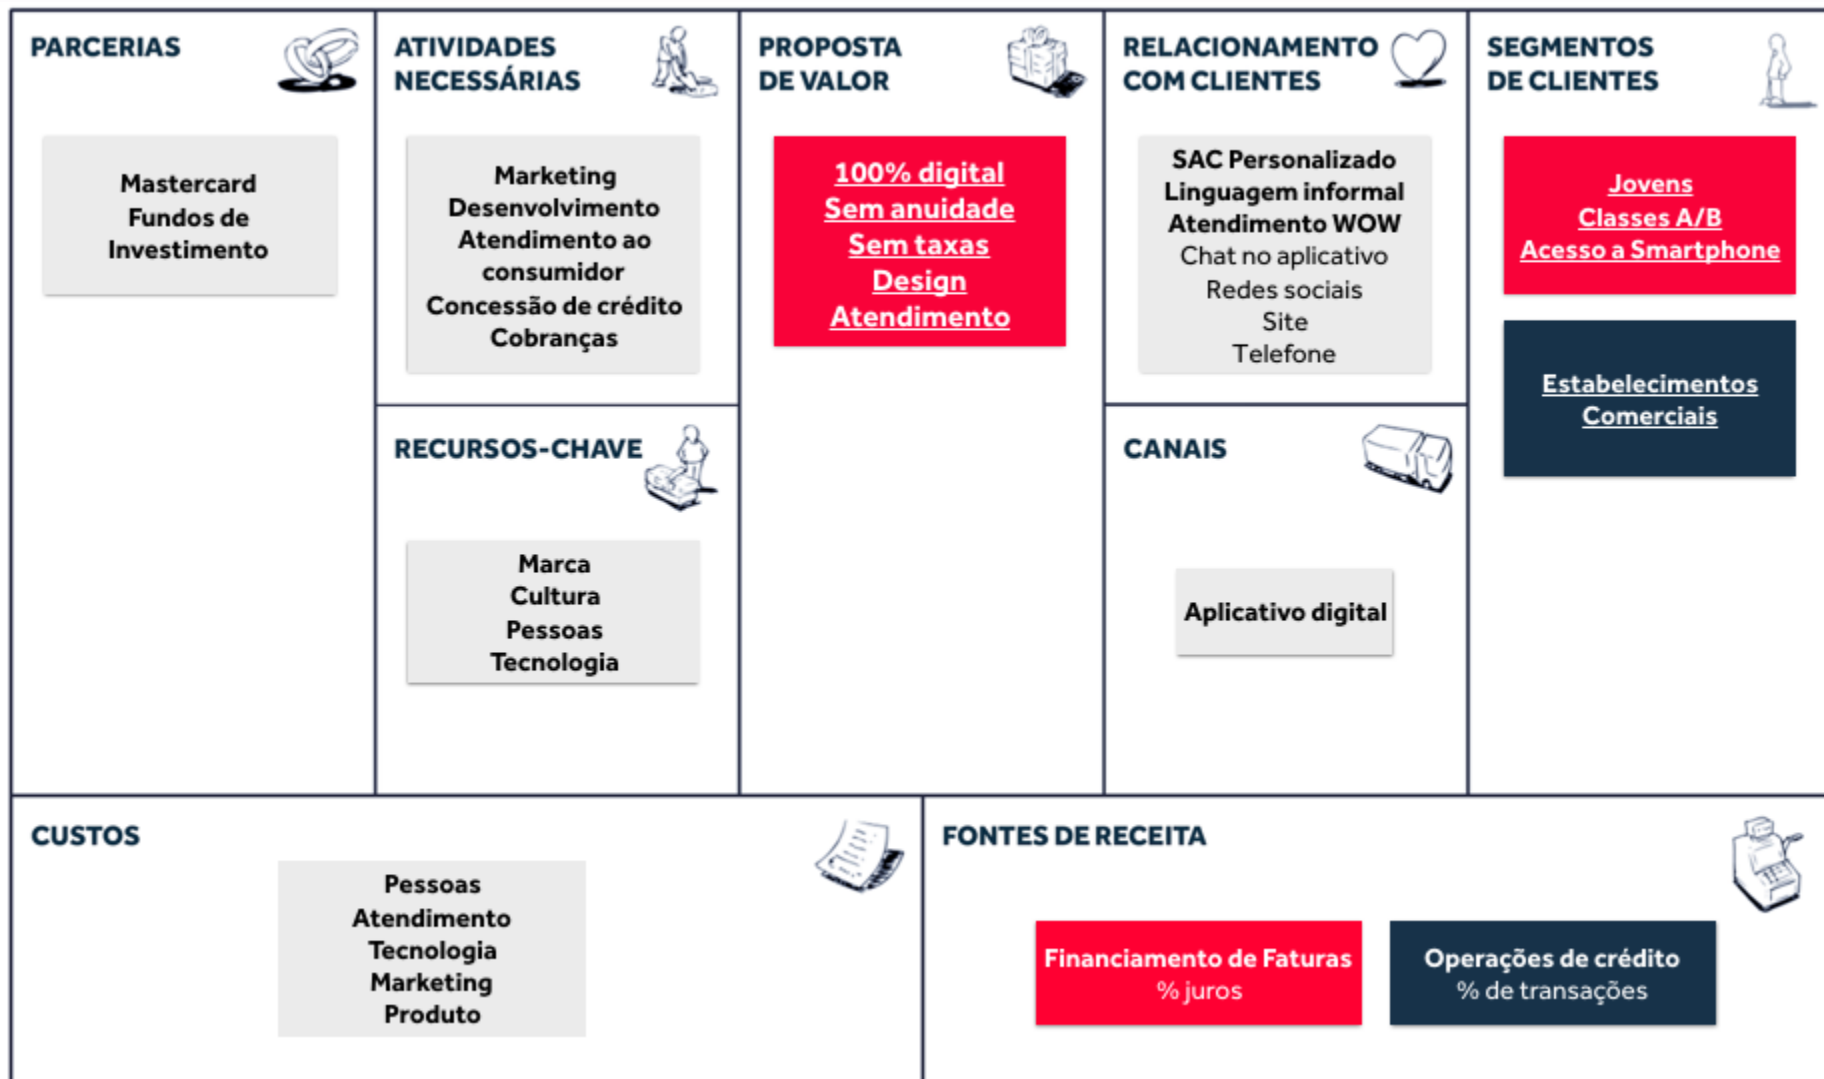 PARCERIAS
Mastercard
Fundos de
Investimento
ATIVIDADES
NECESSÁRIAS
Marketing
Desenvolvimento
Atendimento ao
consumidor
Concessão de crédito
Cobranças
RECURSOS-CHAVE
Marca
Cultura
Pessoas
Tecnologia
PROPOSTA
DE VALOR
100% digital
Sem anuidade
Sem taxas
Design
Atendimento
RELACIONAMENTO
COM CLIENTES
SAC Personalizado
Linguagem informal
Atendimento WOW
Chat no aplicativo
Redes sociais
Site
Telefone
CANAIS
Aplicativo digital
SEGMENTOS
DE CLIENTES
Jovens
Classes A/B
Acesso a Smartphone
Estabelecimentos
Comerciais
CUSTOS
Pessoas
Atendimento
Tecnologia
Marketing
Produto
FONTES DE RECEITA
Financiamento de Faturas
% juros
Operações de crédito
% de transações